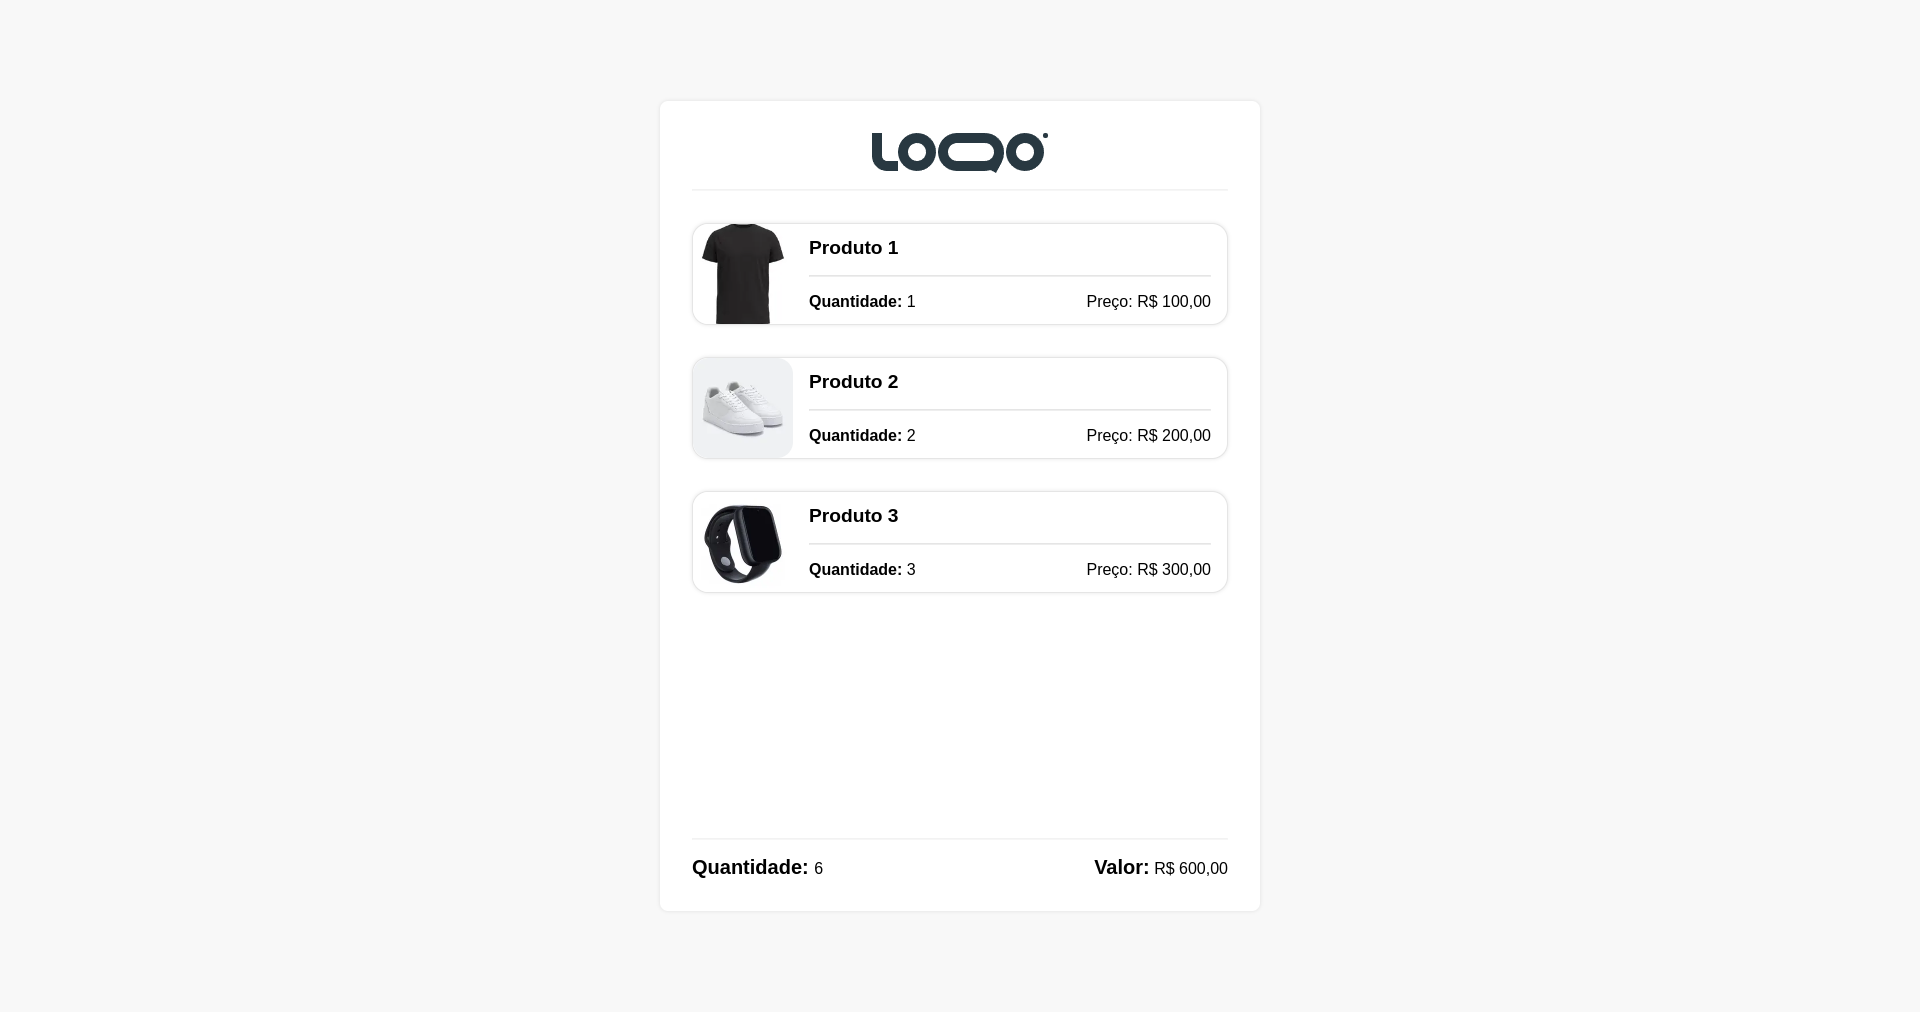 LOGO
Produto 1
Quantidade: 1 Preço: R$ 100,00
Produto 2
Quantidade: 2 Preço: R$ 200,00
Produto 3
Quantidade: 3 Preço: R$ 300,00
Quantidade: 6 Valor: R$ 600,00